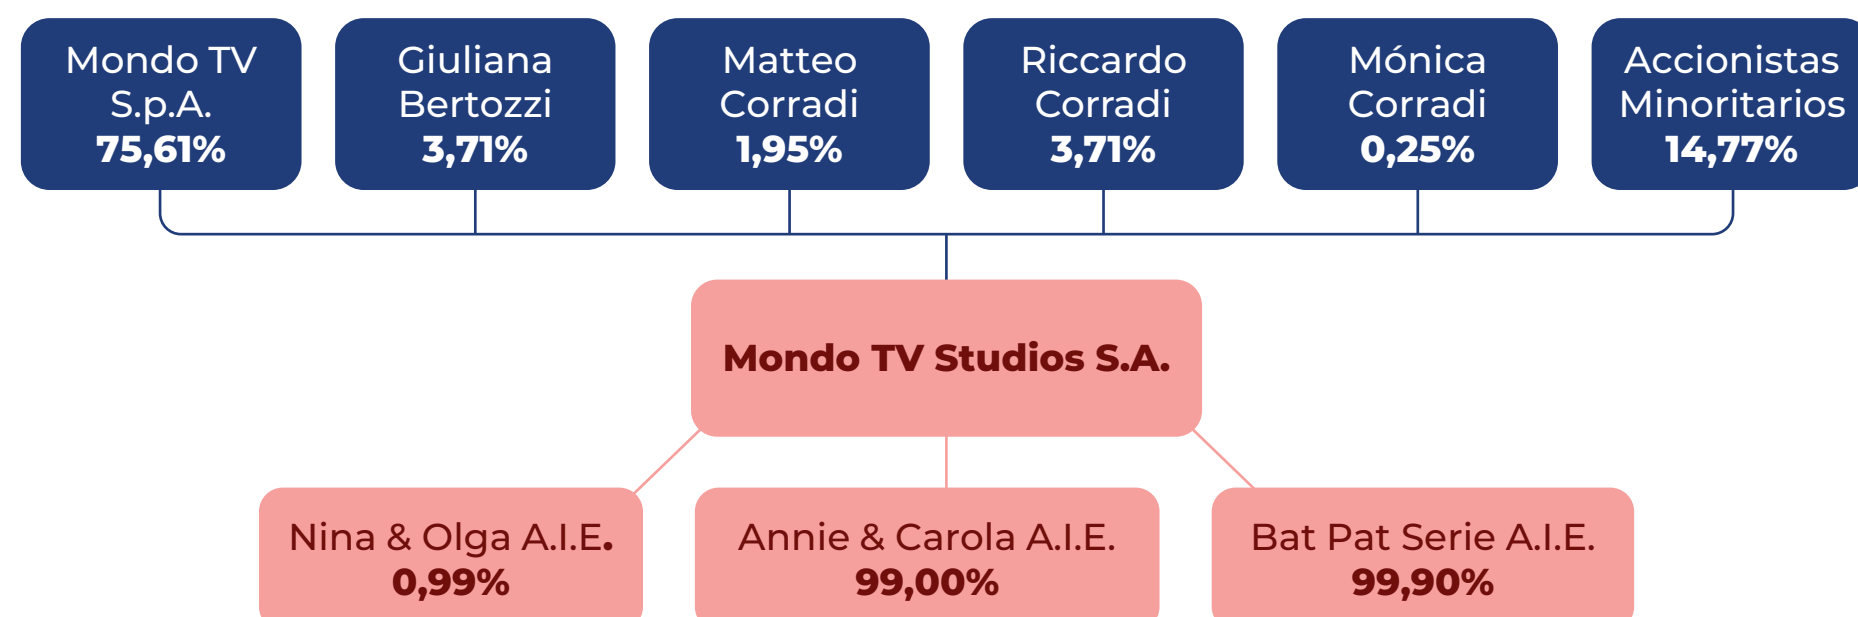 Mondo TV
S.p.A.
75,61%
Giuliana
Bertozzi
3,71%
Matteo
Corradi
1,95%
Riccardo
Corradi
3,71%
Mónica
Corradi
0,25%
Accionistas
Minoritarios
14,77%
Mondo TV Studios S.A.
Nina & Olga A.I.E.
0,99%
Annie & Carola A.I.E.
99,00%
Bat Pat Serie A.I.E.
99,90%